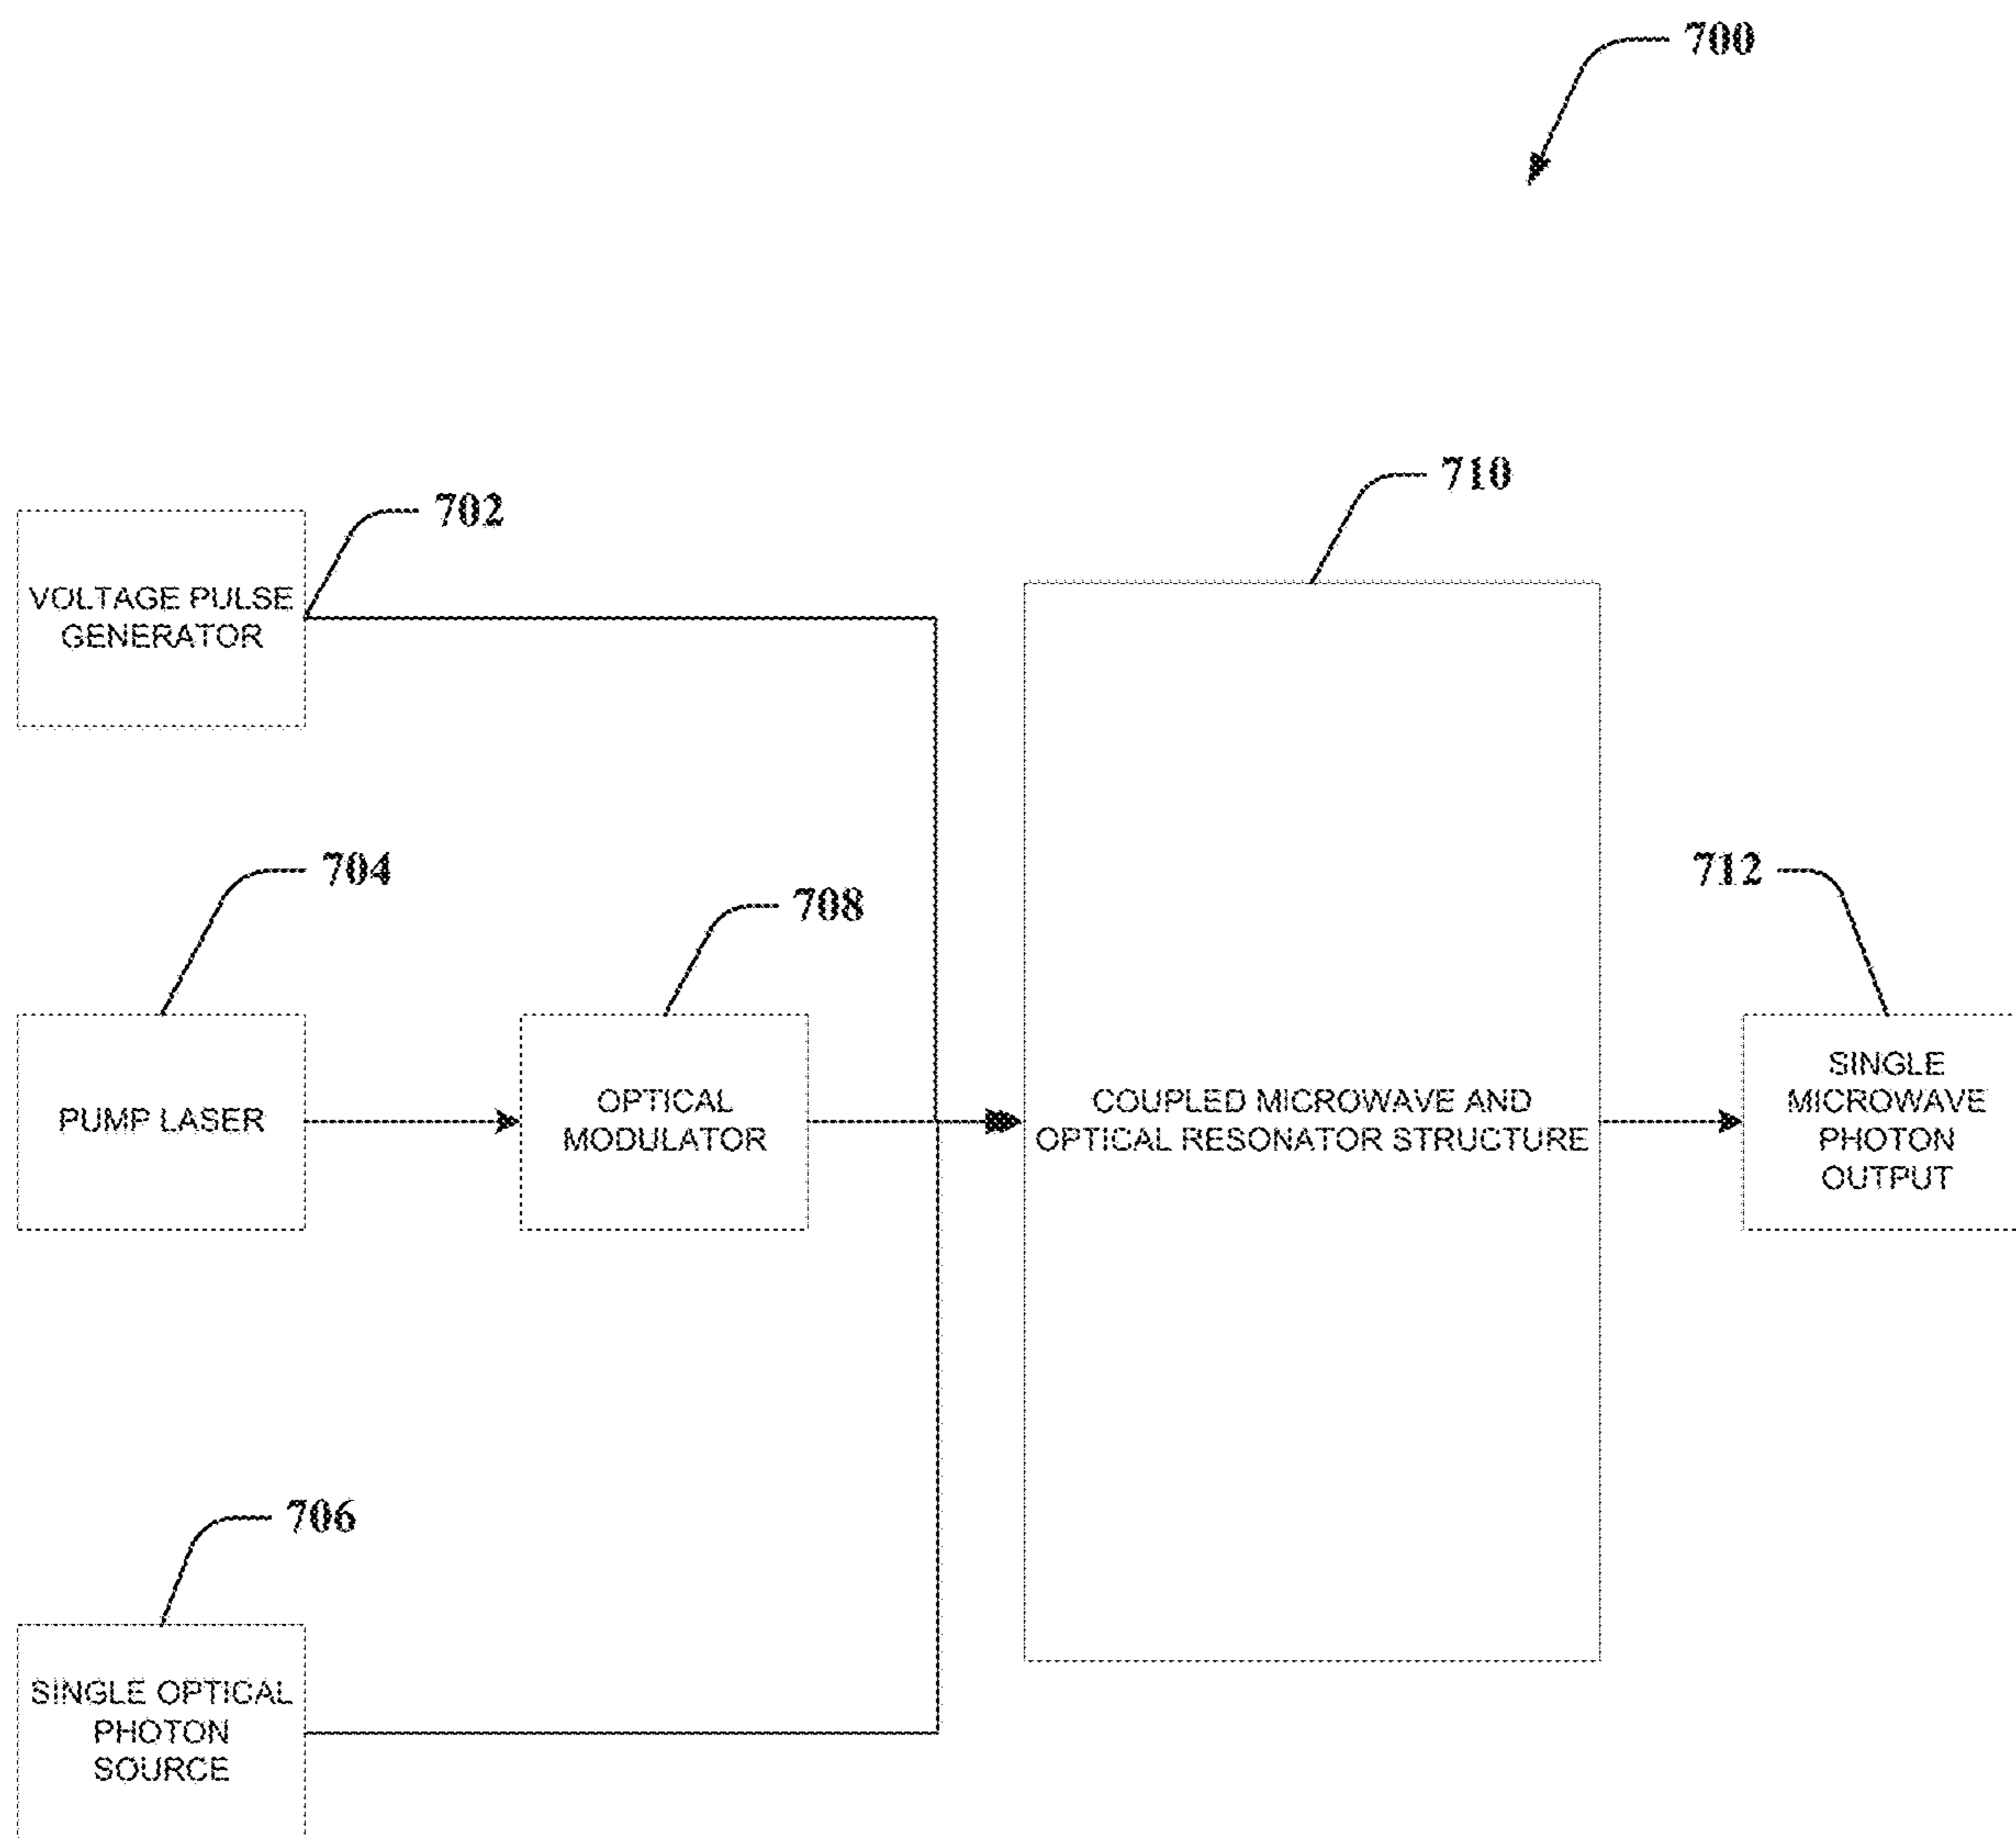 700
710
702
VOLTAGE PULSE
GENERATOR
704
708
712
PUMP LASER
OPTICAL
MODULATOR
COUPLED MICROWAVE AND
OPTICAL RESONATOR STRUCTURE
SINGLE
MICROWAVE
PHOTON
OUTPUT
706
SINGLE OPTICAL
PHOTON
SOURCE